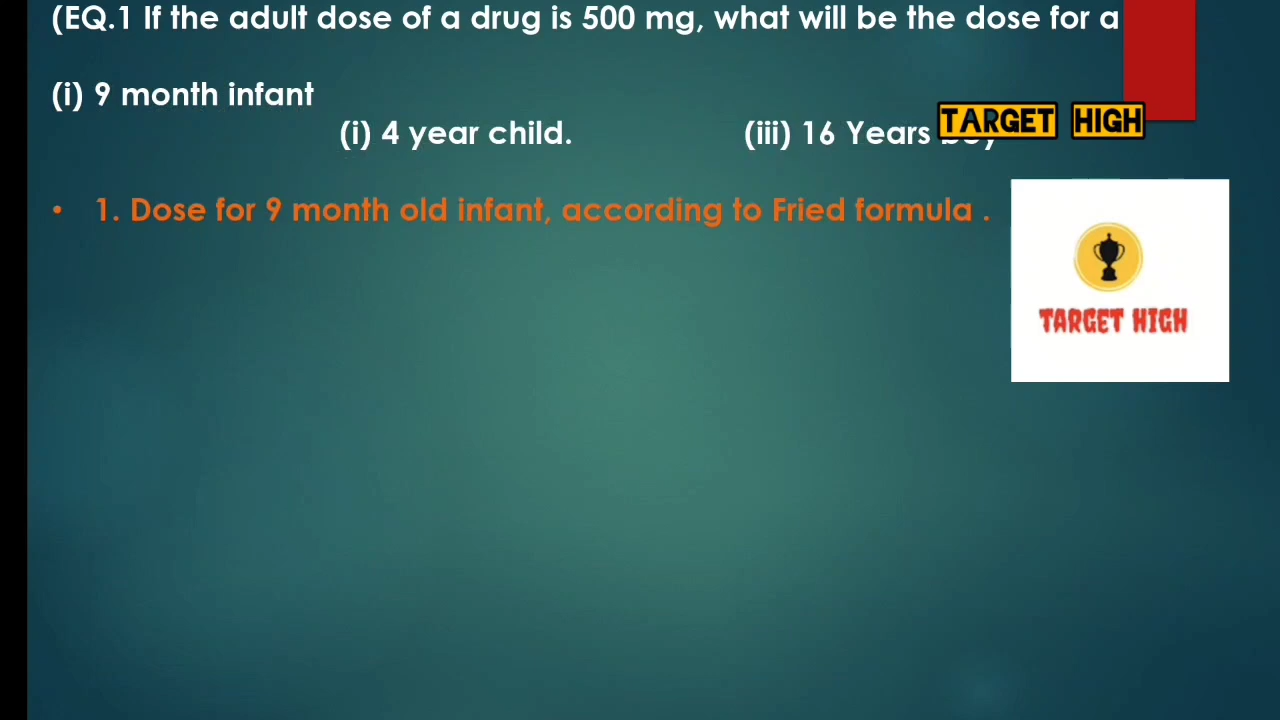 (EQ.1 If the adult dose of a drug is 500 mg, what will be the dose for a
(i) 9 month infant
(i) 4 year child. (iii) 16 Years
TARGET HIGH
• 1. Dose for 9 month old infant, according to Fried formula .
TARGET HIGH